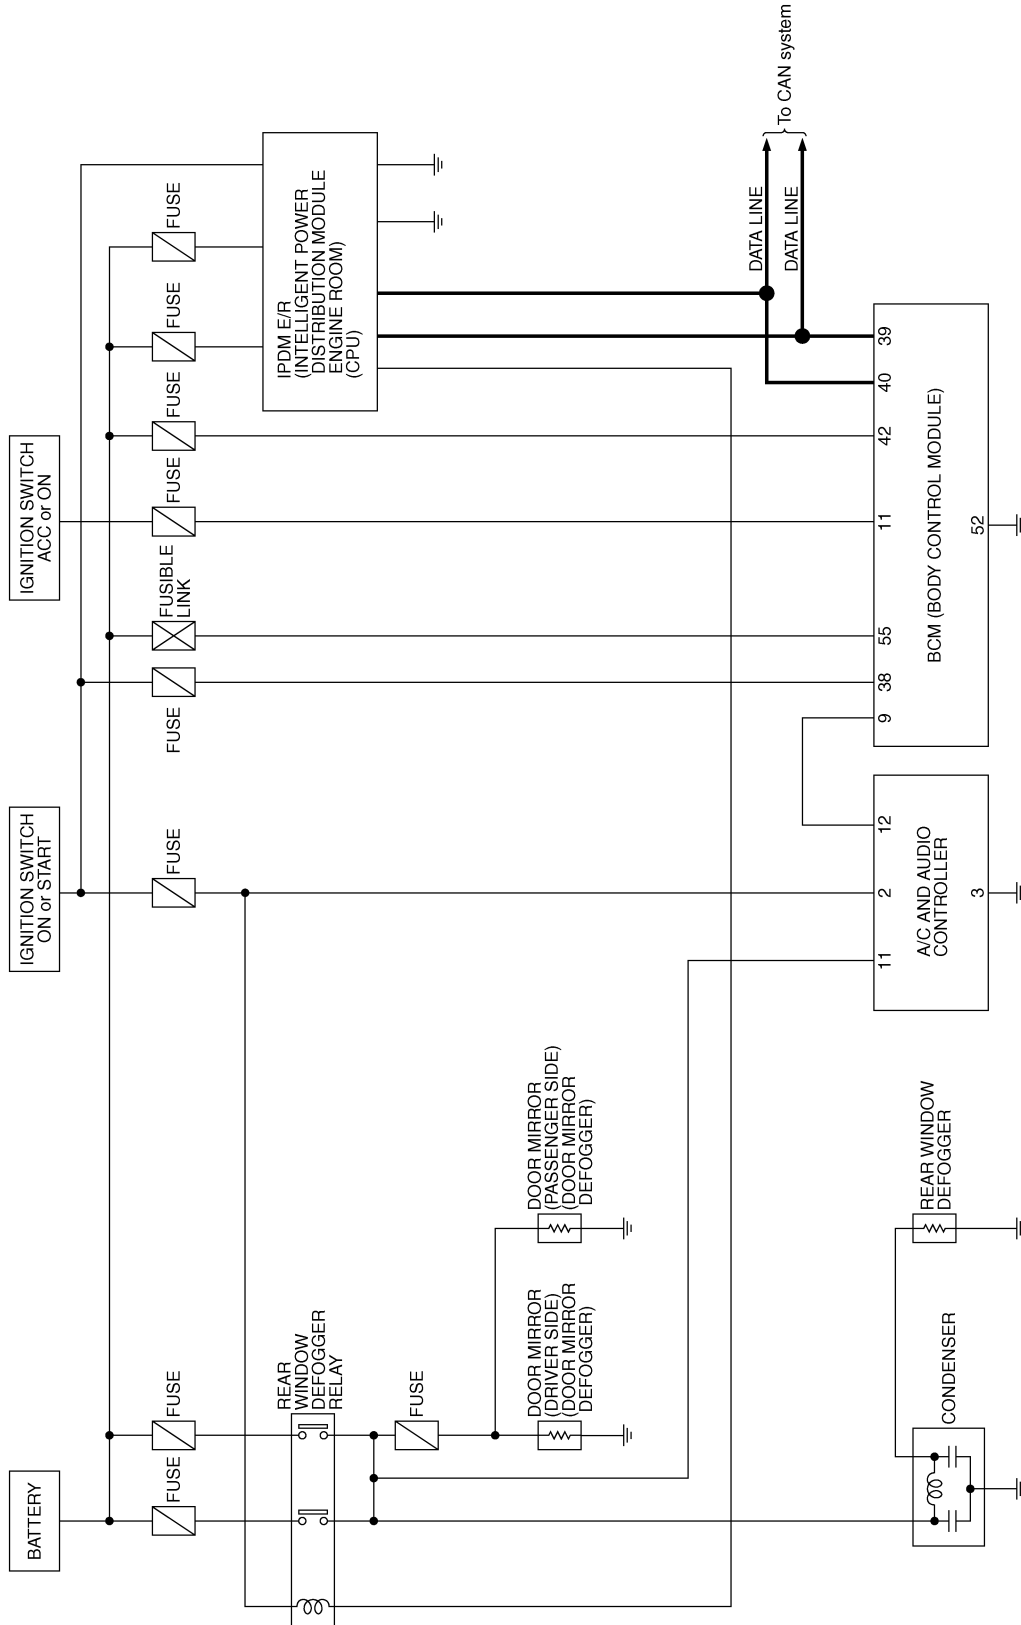 BATTERY
IGNITION SWITCH
ON or START
IGNITION SWITCH
ACC or ON
FUSE
FUSE
FUSE
FUSE
FUSIBLE
LINK
FUSE
FUSE
FUSE
FUSE
REAR
WINDOW
DEFOGGER
RELAY
IPDM E/R
(INTELLIGENT POWER
DISTRIBUTION MODULE
ENGINE ROOM)
(CPU)
FUSE
DOOR MIRROR
(DRIVER SIDE)
(DOOR MIRROR
DEFOGGER)
DOOR MIRROR
(PASSENGER SIDE)
(DOOR MIRROR
DEFOGGER)
DATA LINE
DATA LINE
To CAN system
11
2
12
9
38
55
11
42
40
39
CONDENSER
REAR WINDOW
DEFOGGER
A/C AND AUDIO
CONTROLLER
3
BCM (BODY CONTROL MODULE)
52